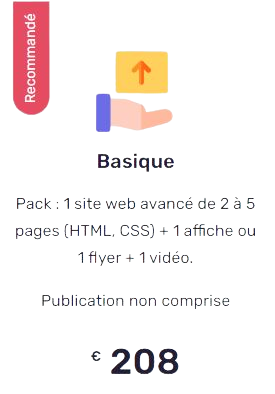 Recommandé
Basique
Pack : 1 site web avancé de 2 à 5
pages (HTML, CSS) + 1 affiche ou
1 flyer + 1 vidéo.
Publication non comprise
€ 208